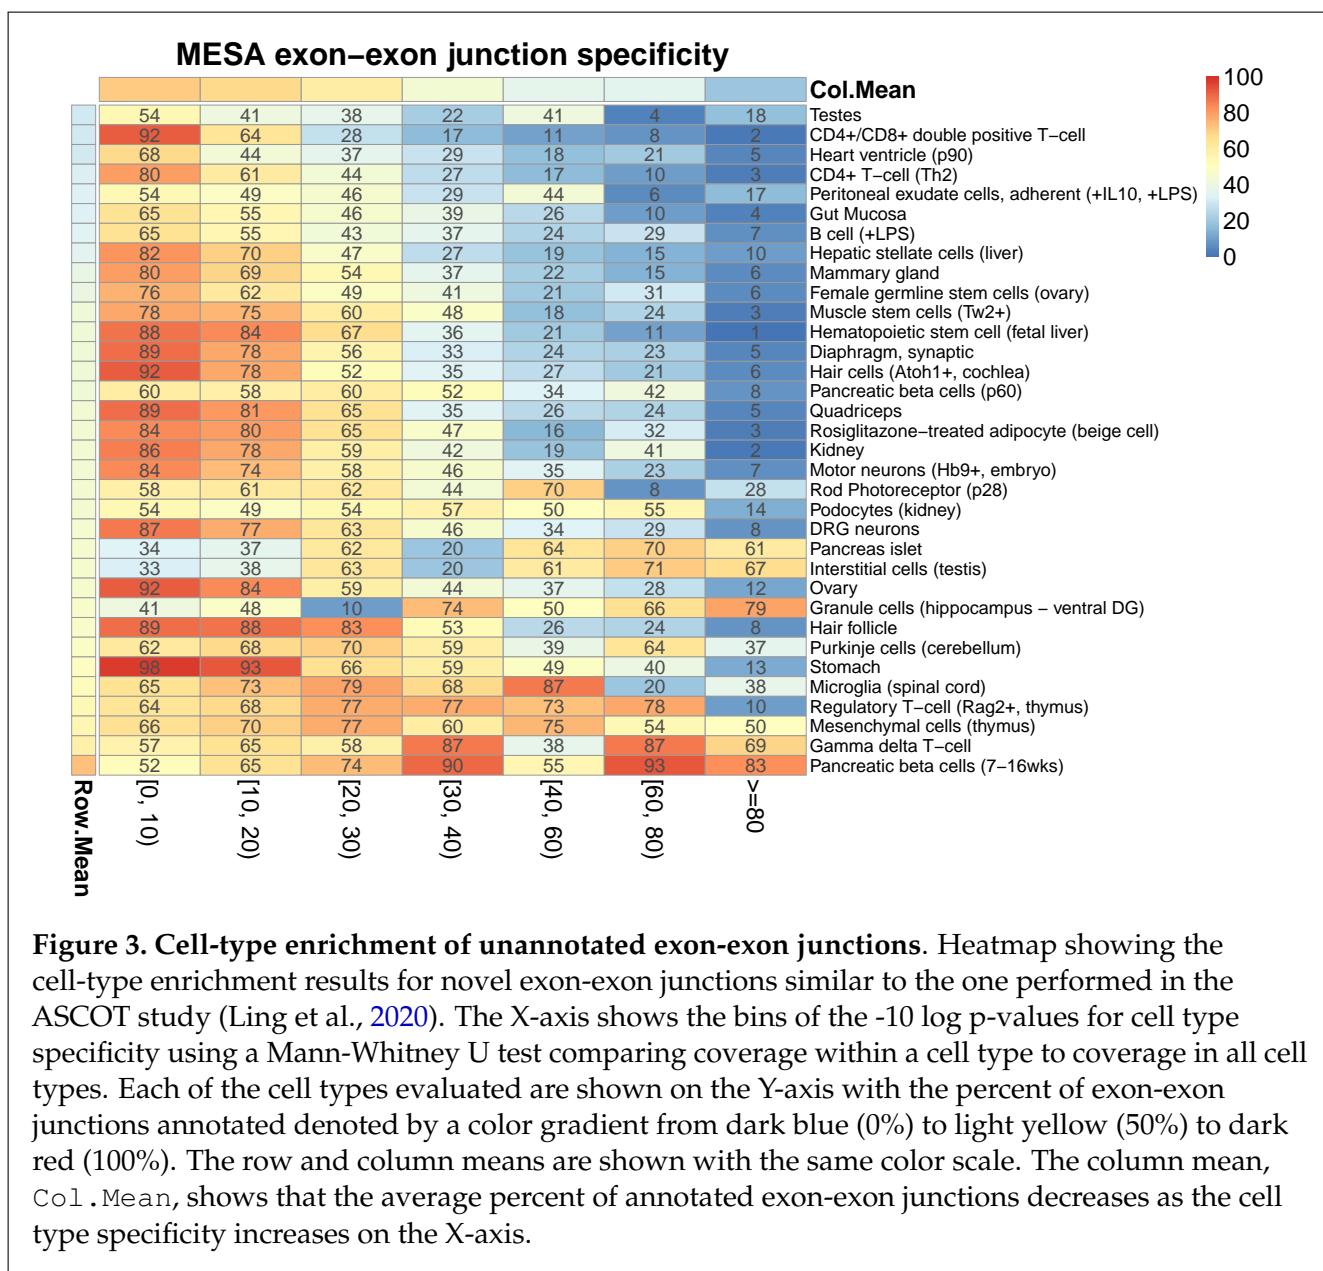 MESA exon−exon junction specificity
Col.Mean
100
80
60
40
20
0
54 41 38 22 41 4 18 Testes
92 64 28 17 11 8 2 CD4+/CD8+ double positive T−cell
68 44 37 29 18 21 5 Heart ventricle (p90)
80 61 44 27 17 10 3 CD4+ T−cell (Th2)
54 49 46 29 44 6 17 Peritoneal exudate cells, adherent (+IL10, +LPS)
65 55 46 39 26 10 4 Gut Mucosa
65 55 43 37 24 29 7 B cell (+LPS)
82 70 47 27 19 15 10 Hepatic stellate cells (liver)
80 69 54 37 22 15 6 Mammary gland
76 62 49 41 21 31 6 Female germline stem cells (ovary)
78 75 60 48 18 24 3 Muscle stem cells (Tw2+)
88 84 67 36 21 11 1 Hematopoietic stem cell (fetal liver)
89 78 56 33 24 23 5 Diaphragm, synaptic
92 78 52 35 27 21 6 Hair cells (Atoh1+, cochlea)
60 58 60 52 34 42 8 Pancreatic beta cells (p60)
89 81 65 35 26 24 5 Quadriceps
84 80 65 47 16 32 3 Rosiglitazone−treated adipocyte (beige cell)
86 78 59 42 19 41 2 Kidney
84 74 58 46 35 23 7 Motor neurons (Hb9+, embryo)
58 61 62 44 70 8 28 Rod Photoreceptor (p28)
54 49 54 57 50 55 14 Podocytes (kidney)
87 77 63 46 34 29 8 DRG neurons
34 37 62 20 64 70 61 Pancreas islet
33 38 63 20 61 71 67 Interstitial cells (testis)
92 84 59 44 37 28 12 Ovary
41 48 10 74 50 66 79 Granule cells (hippocampus − ventral DG)
89 88 83 53 26 24 8 Hair follicle
62 68 70 59 39 64 37 Purkinje cells (cerebellum)
98 93 66 59 49 40 13 Stomach
65 73 79 68 87 20 38 Microglia (spinal cord)
64 68 77 77 73 78 10 Regulatory T−cell (Rag2+, thymus)
66 70 77 60 75 54 50 Mesenchymal cells (thymus)
57 65 58 87 38 87 69 Gamma delta T−cell
52 65 74 90 55 93 83 Pancreatic beta cells (7−16wks)
Row.Mean
[0, 10)
[10, 20)
[20, 30)
[30, 40)
[40, 60)
[60, 80)
>=80
Figure 3. Cell-type enrichment of unannotated exon-exon junctions. Heatmap showing the
cell-type enrichment results for novel exon-exon junctions similar to the one performed in the
ASCOT study (Ling et al., 2020). The X-axis shows the bins of the -10 log p-values for cell type
specificity using a Mann-Whitney U test comparing coverage within a cell type to coverage in all cell
types. Each of the cell types evaluated are shown on the Y-axis with the percent of exon-exon
junctions annotated denoted by a color gradient from dark blue (0%) to light yellow (50%) to dark
red (100%). The row and column means are shown with the same color scale. The column mean,
Col.Mean, shows that the average percent of annotated exon-exon junctions decreases as the cell
type specificity increases on the X-axis.